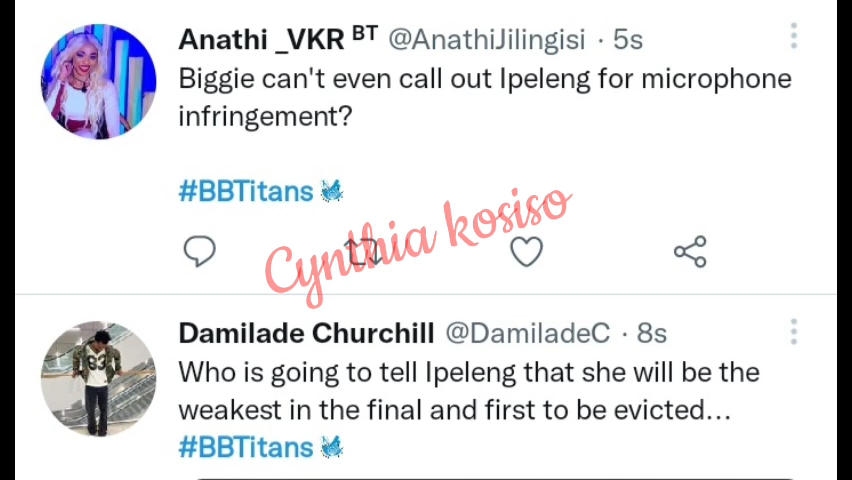 Anathi _VKR ᴮᵀ @AnathiJilingisi · 5s
Biggie can't even call out Ipeleng for microphone
infringement?
#BBTitans
Cynthia kosiso
Damilade Churchill @DamiladeC · 8s
Who is going to tell Ipeleng that she will be the
weakest in the final and first to be evicted...
#BBTitans
63